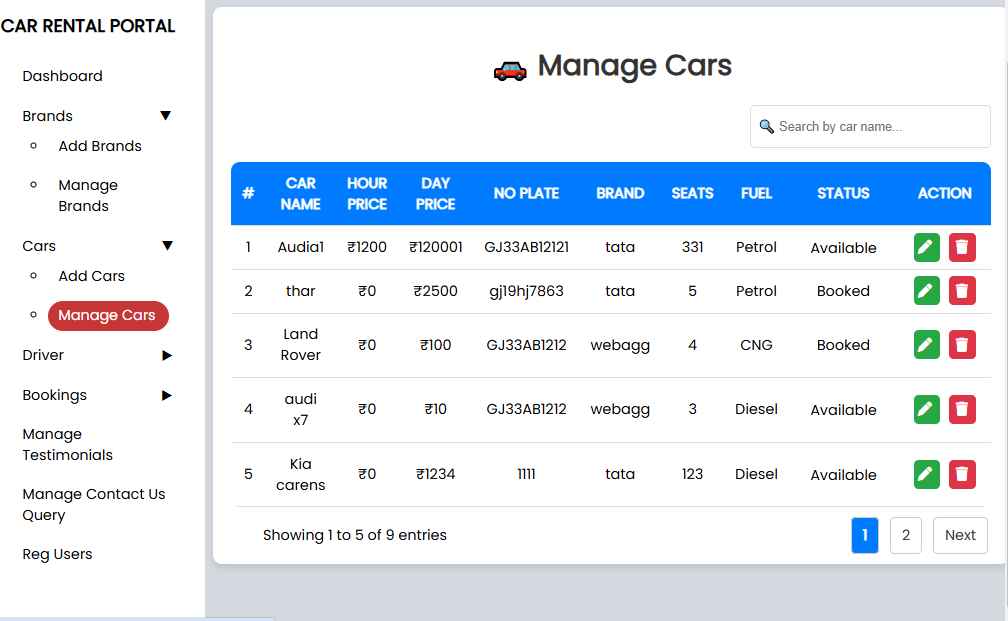 CAR RENTAL PORTAL
Dashboard
Brands ▼
Add Brands
Manage
Brands
Cars ▼
Add Cars
Manage Cars
Driver ▶
Bookings ▶
Manage
Testimonials
Manage Contact Us
Query
Reg Users
Manage Cars
Search by car name...
# CAR NAME HOUR PRICE DAY PRICE NO PLATE BRAND SEATS FUEL STATUS ACTION
1 Audia1 ₹1200 ₹120001 GJ33AB12121 tata 331 Petrol Available
2 thar ₹0 ₹2500 gj19hj7863 tata 5 Petrol Booked
3 Land Rover ₹0 ₹100 GJ33AB1212 webagg 4 CNG Booked
4 audi x7 ₹0 ₹10 GJ33AB1212 webagg 3 Diesel Available
5 Kia carens ₹0 ₹1234 1111 tata 123 Diesel Available
Showing 1 to 5 of 9 entries
1 2 Next